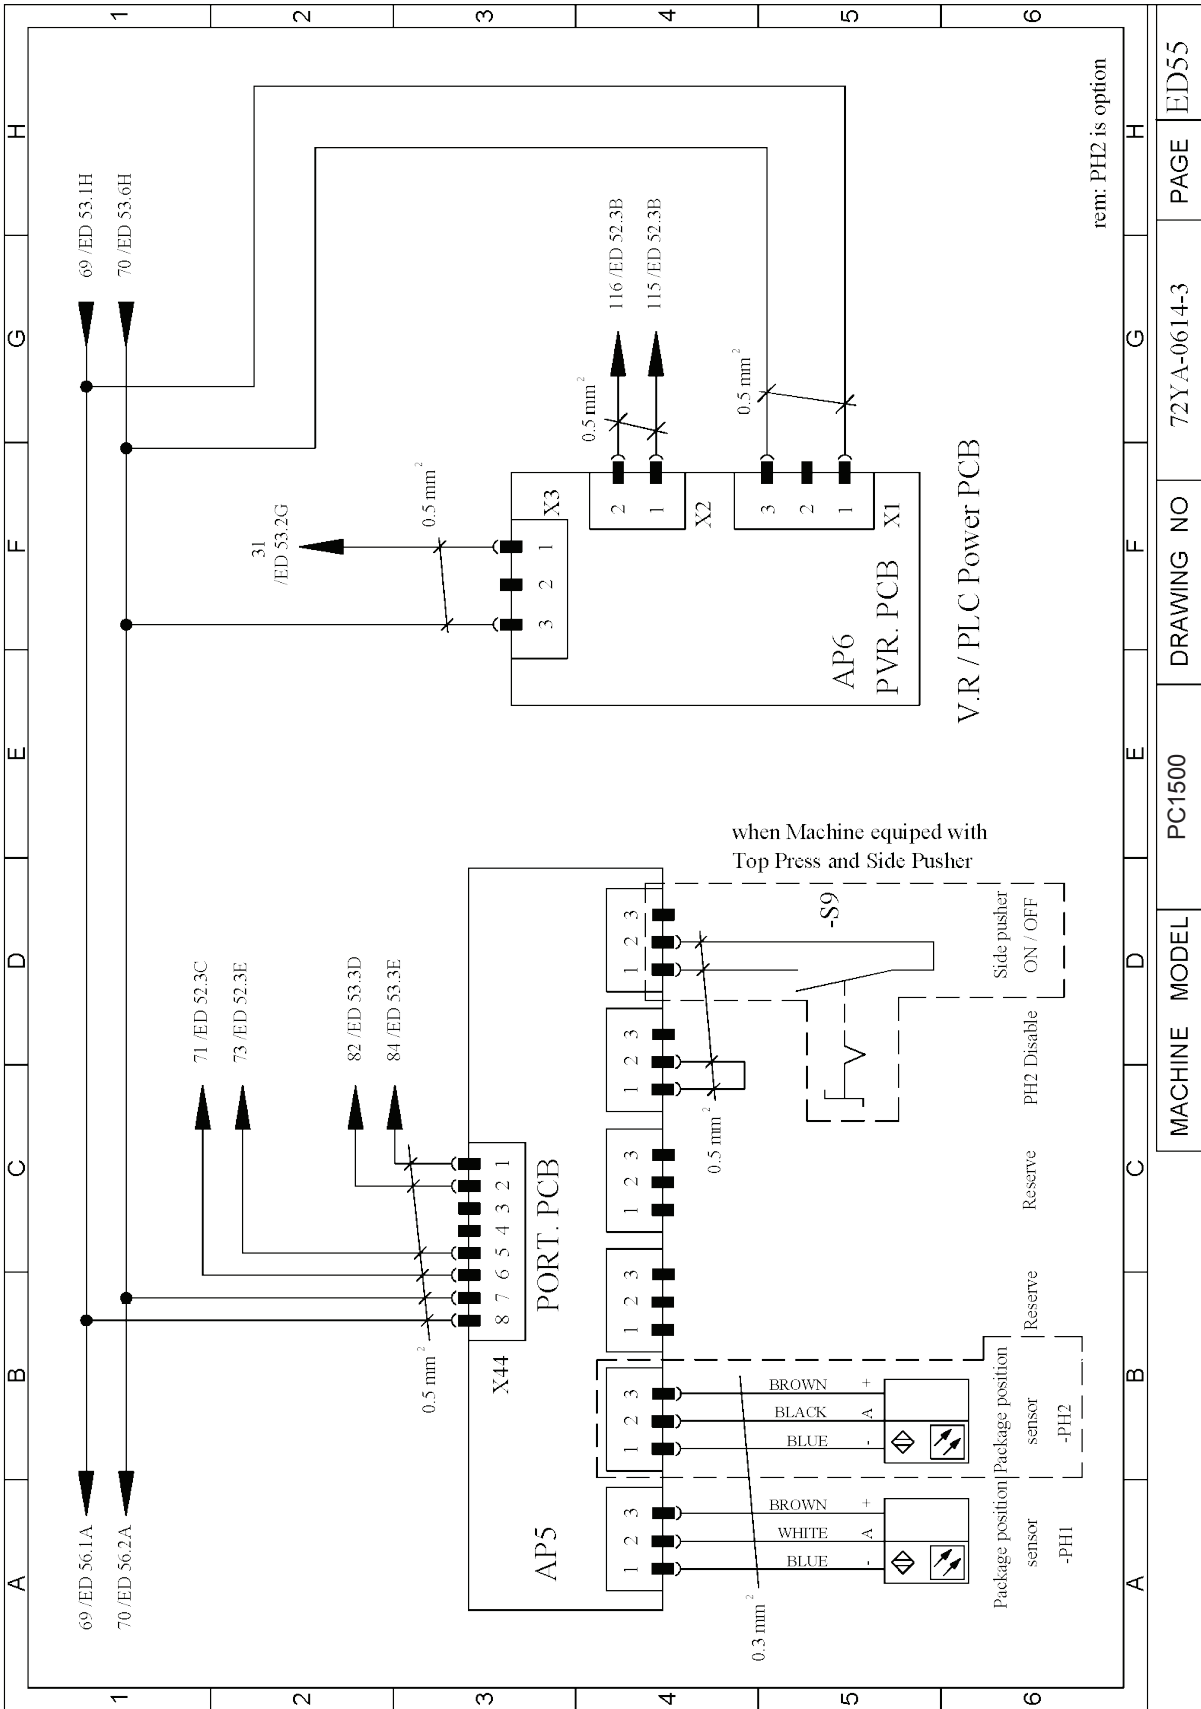 1
2
3
4
5
6
A
B
C
D
E
F
G
H
69 /ED 56.1A
70 /ED 56.2A
69 /ED 53.1H
70 /ED 53.6H
71 /ED 52.3C
73 /ED 52.3E
82 /ED 53.3D
84 /ED 53.3E
31
/ED 53.2G
0.5 mm²
0.5 mm²
X44
8 7 6 5 4 3 2 1
PORT. PCB
AP5
3 2 1
X3
0.5 mm²
116 /ED 52.3B
115 /ED 52.3B
2
1
X2
0.5 mm²
3
2
1
X1
AP6
PVR. PCB
V.R / PLC Power PCB
1 2 3
1 2 3
1 2 3
1 2 3
1 2 3
1 2 3
0.3 mm²
BLUE
WHITE
BROWN
- A +
BLUE
BLACK
BROWN
- A +
0.5 mm²
-S9
when Machine equiped with
Top Press and Side Pusher
Package position
sensor
-PH1
Package position
sensor
-PH2
Reserve
Reserve
PH2 Disable
Side pusher
ON / OFF
rem: PH2 is option
A
B
C
D
E
F
G
H
1
2
3
4
5
6
MACHINE MODEL
PC1500
DRAWING NO
72YA-0614-3
PAGE
ED55